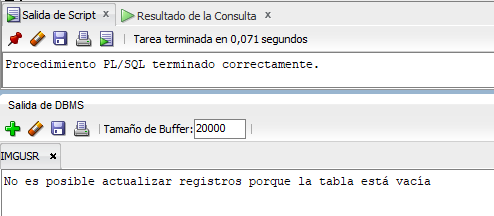 Salida de Script x Resultado de la Consulta x
Tarea terminada en 0,071 segundos
Procedimiento PL/SQL terminado correctamente.
Salida de DBMS
Tamaño de Buffer: 20000
IMGUSR x
No es posible actualizar registros porque la tabla está vacía